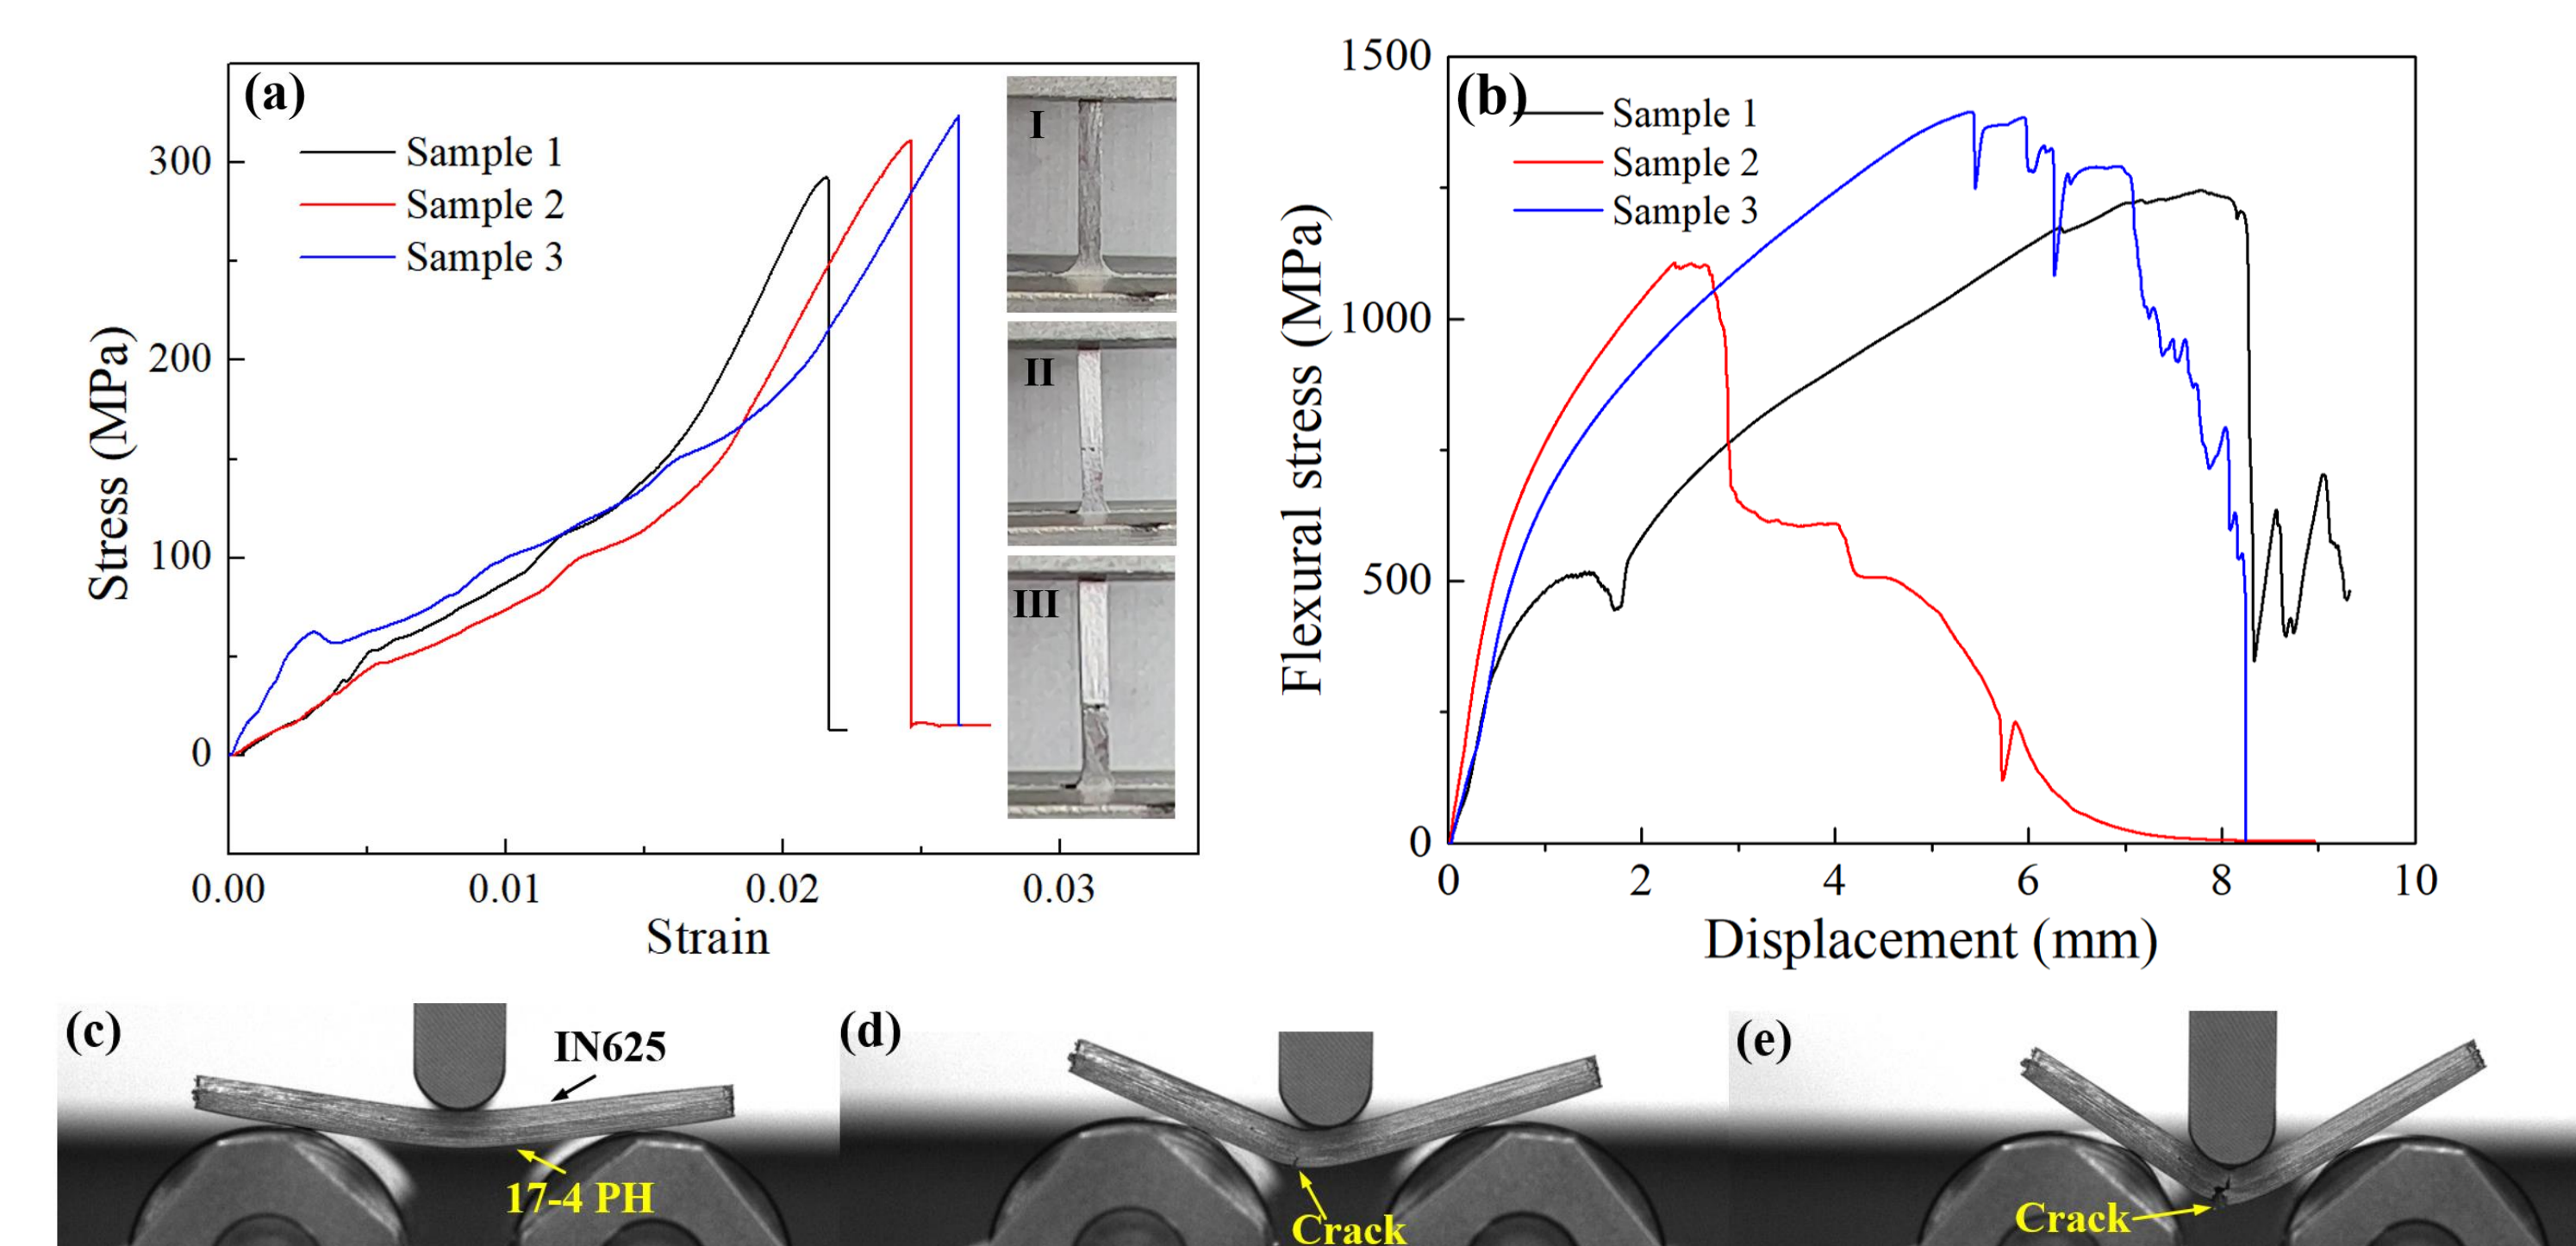 (a)
Sample 1
Sample 2
Sample 3
I
II
III
Stress (MPa)
300
200
100
0
0.00 0.01 0.02 0.03
Strain
(b)
Sample 1
Sample 2
Sample 3
Flexural stress (MPa)
1500
1000
500
0
0 2 4 6 8 10
Displacement (mm)
(c)
IN625
17-4 PH
(d)
Crack
(e)
Crack